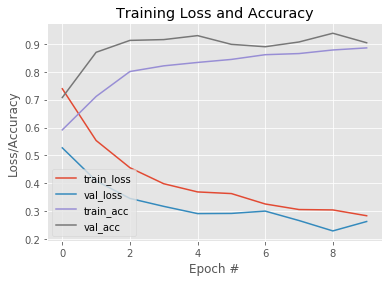 Training Loss and Accuracy
Loss/Accuracy
0.9
0.8
0.7
0.6
0.5
0.4
0.3
0.2
train_loss
val_loss
train_acc
val_acc
0 2 4 6 8
Epoch #